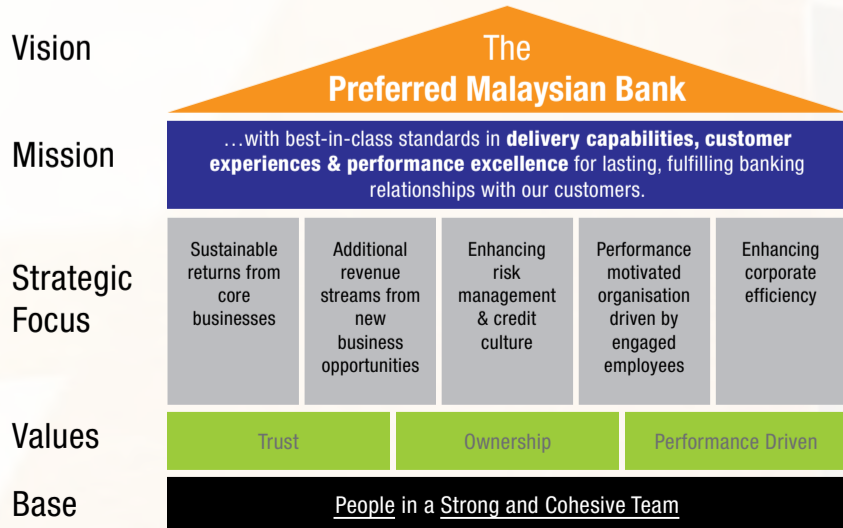 Vision
The
Preferred Malaysian Bank
Mission
…with best-in-class standards in delivery capabilities, customer
experiences & performance excellence for lasting, fulfilling banking
relationships with our customers.
Strategic
Focus
Sustainable
returns from
core
businesses
Additional
revenue
streams from
new
business
opportunities
Enhancing
risk
management
& credit
culture
Performance
motivated
organisation
driven by
engaged
employees
Enhancing
corporate
efficiency
Values
Trust
Ownership
Performance Driven
Base
People in a Strong and Cohesive Team